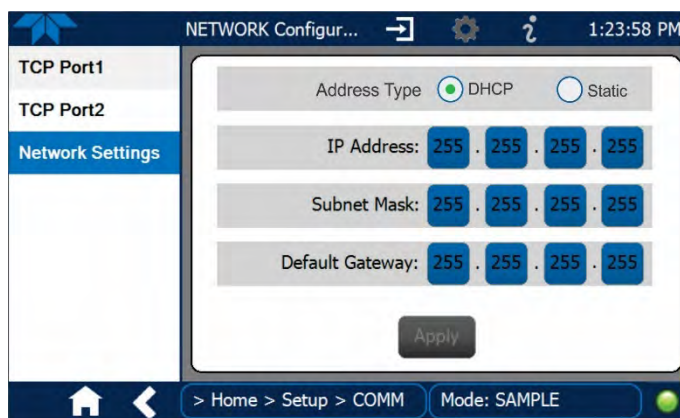 NETWORK Configur... 1:23:58 PM
TCP Port1
TCP Port2
Network Settings
Address Type DHCP Static
IP Address: 255 . 255 . 255 . 255
Subnet Mask: 255 . 255 . 255 . 255
Default Gateway: 255 . 255 . 255 . 255
Apply
> Home > Setup > COMM Mode: SAMPLE